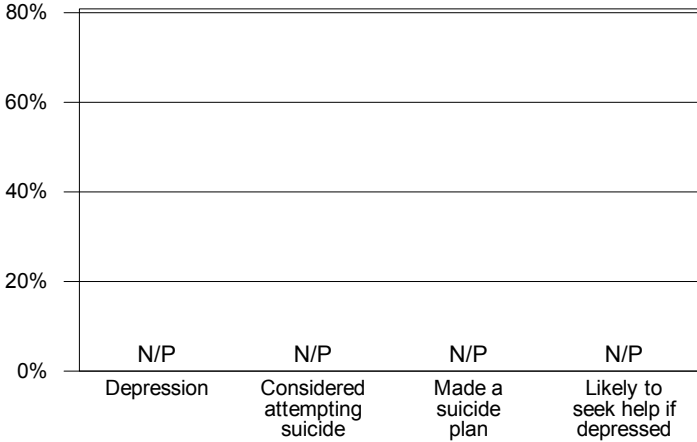 80%
60%
40%
20%
0%
N/P
N/P
N/P
N/P
Depression
Considered
attempting
suicide
Made a
suicide
plan
Likely to
seek help if
depressed